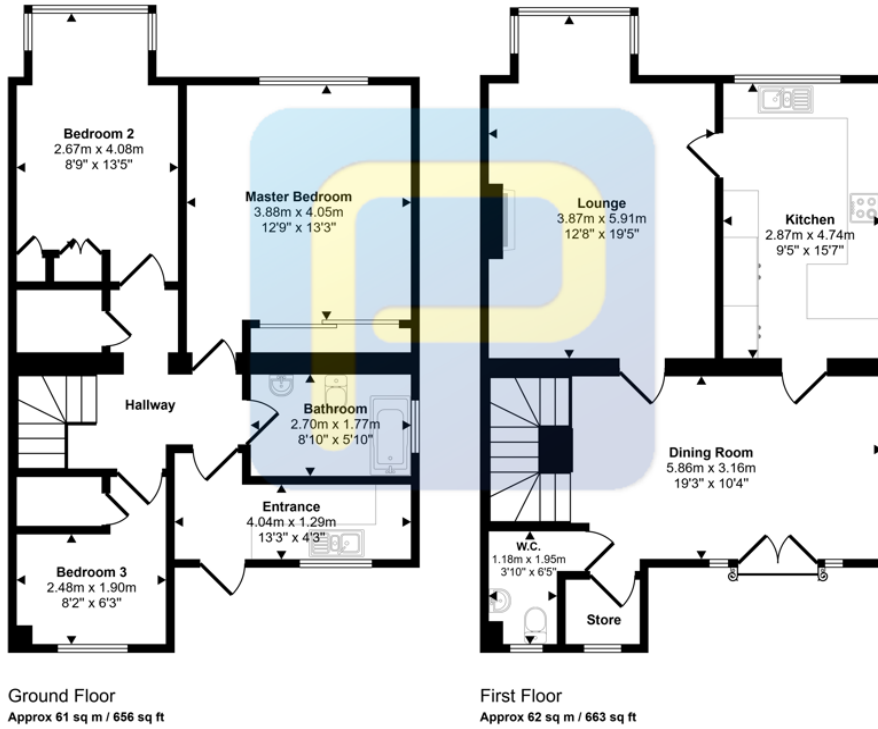 Bedroom 2
2.67m x 4.08m
8'9" x 13'5"
Master Bedroom
3.88m x 4.05m
12'9" x 13'3"
Hallway
Bathroom
2.70m x 1.77m
8'10" x 5'10"
Entrance
4.04m x 1.29m
13'3" x 4'3"
Bedroom 3
2.48m x 1.90m
8'2" x 6'3"
Ground Floor
Approx 61 sq m / 656 sq ft
Lounge
3.87m x 5.91m
12'8" x 19'5"
Kitchen
2.87m x 4.74m
9'5" x 15'7"
Dining Room
5.86m x 3.16m
19'3" x 10'4"
W.C.
1.18m x 1.95m
3'10" x 6'5"
Store
First Floor
Approx 62 sq m / 663 sq ft